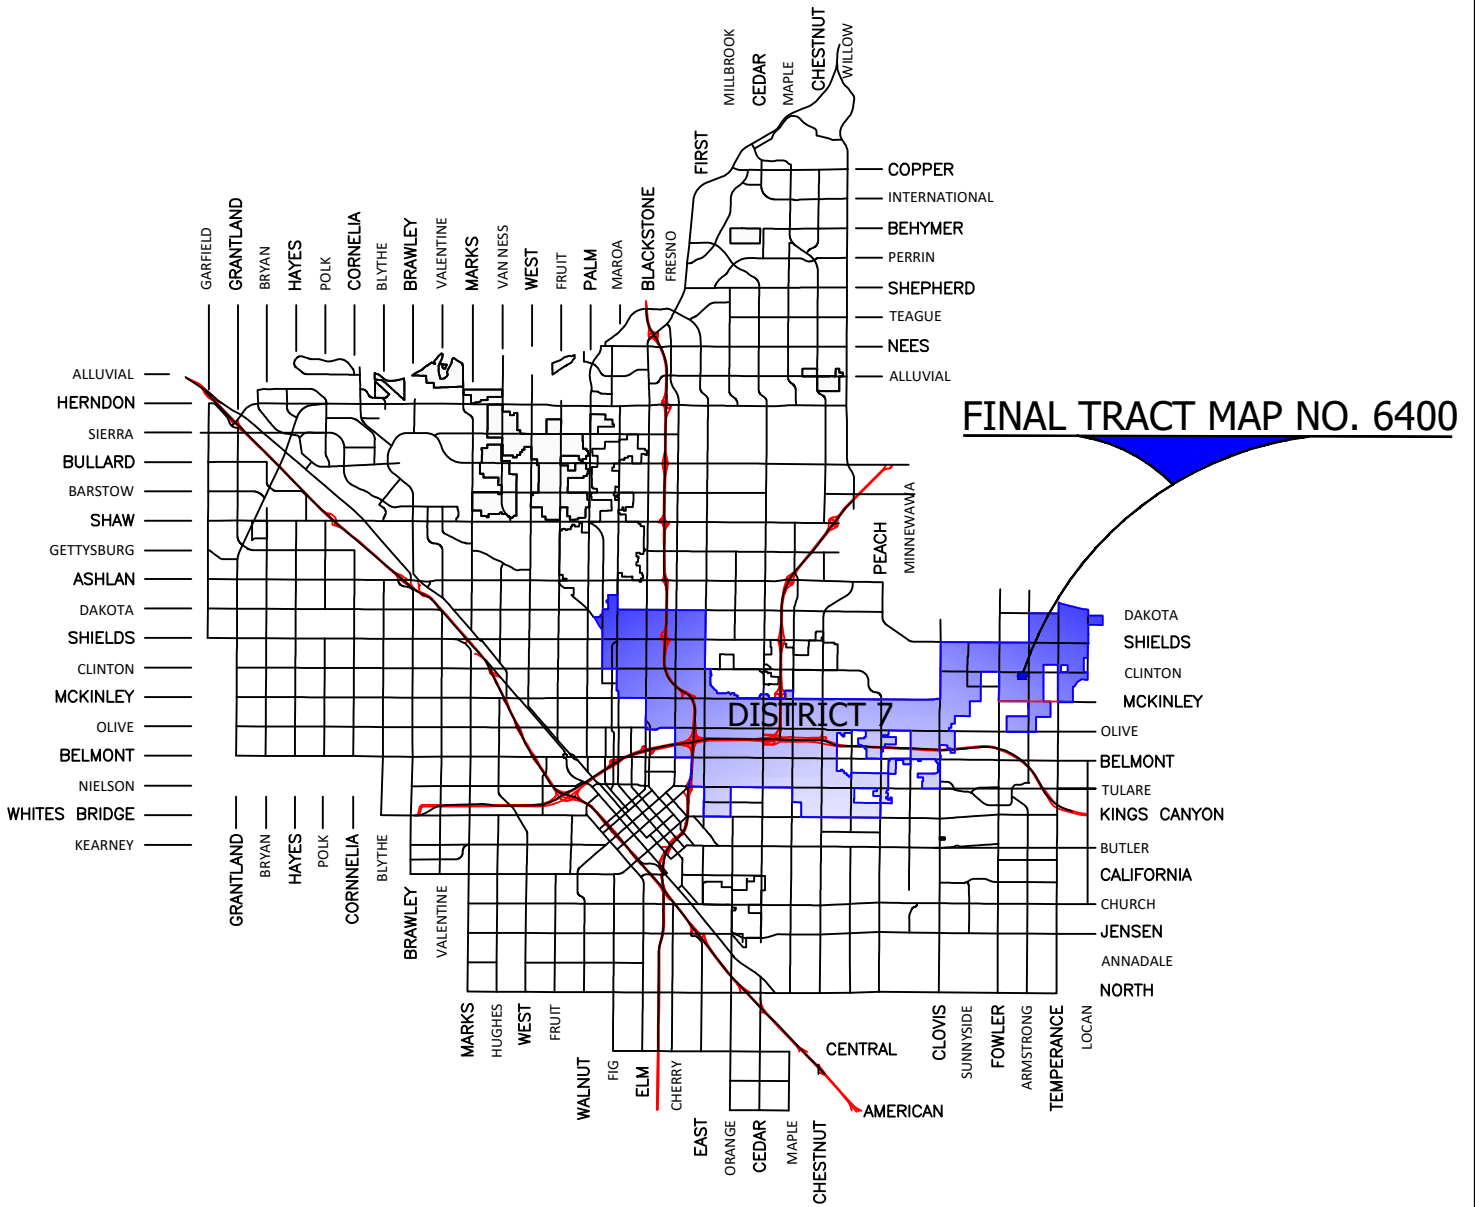 MILLBROOK
CEDAR
MAPLE
CHESTNUT
WILLOW
FIRST
COPPER
INTERNATIONAL
BEHYMER
PERRIN
SHEPHERD
TEAGUE
NEES
ALLUVIAL
GARFIELD
GRANTLAND
BRYAN
HAYES
POLK
CORNELIA
BLYTHE
BRAWLEY
VALENTINE
MARKS
VAN NESS
WEST
FRUIT
PALM
MAROA
BLACKSTONE
FRESNO
ALLUVIAL
HERNDON
SIERRA
BULLARD
BARSTOW
SHAW
GETTYSBURG
ASHLAN
DAKOTA
SHIELDS
CLINTON
MCKINLEY
OLIVE
BELMONT
NIELSON
WHITES BRIDGE
KEARNEY
FINAL TRACT MAP NO. 6400
PEACH
MINNEWAWA
DISTRICT 7
DAKOTA
SHIELDS
CLINTON
MCKINLEY
OLIVE
BELMONT
TULARE
KINGS CANYON
BUTLER
CALIFORNIA
CHURCH
JENSEN
ANNADALE
NORTH
GRANTLAND
BRYAN
HAYES
POLK
CORNNELIA
BLYTHE
BRAWLEY
VALENTINE
MARKS
HUGHES
WEST
FRUIT
WALNUT
FIG
ELM
CHERRY
EAST
ORANGE
CEDAR
MAPLE
CHESTNUT
CENTRAL
AMERICAN
CLOVIS
SUNNYSIDE
FOWLER
ARMSTRONG
TEMPERANCE
LOCAN